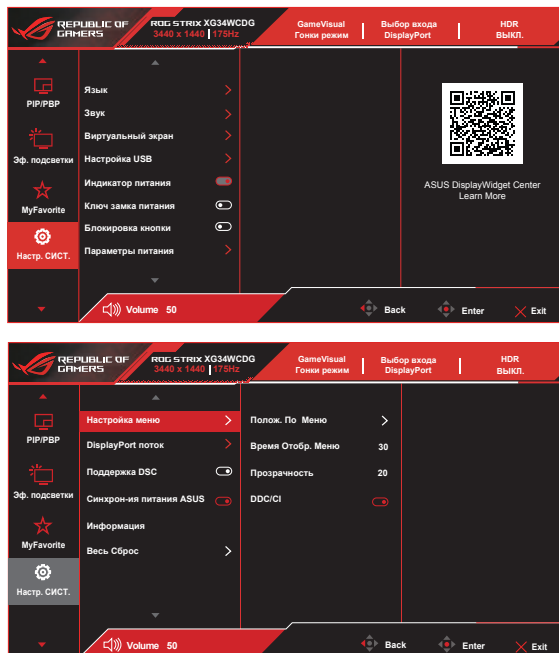 REPUBLIC OF
GAMERS
ROG STRIX XG34WCDG
3440 x 1440 | 175Hz
GameVisual
Гонки режим
Выбор входа
DisplayPort
HDR
ВЫКЛ.
PIP/PBP
Эф. подсветки
MyFavorite
Настр. СИСТ.
Язык
Звук
Виртуальный экран
Настройка USB
Индикатор питания
Ключ замка питания
Блокировка кнопки
Параметры питания
ASUS DisplayWidget Center
Learn More
Volume 50
Back
Enter
Exit
REPUBLIC OF
GAMERS
ROG STRIX XG34WCDG
3440 x 1440 | 175Hz
GameVisual
Гонки режим
Выбор входа
DisplayPort
HDR
ВЫКЛ.
PIP/PBP
Эф. подсветки
MyFavorite
Настр. СИСТ.
Настройка меню
DisplayPort поток
Поддержка DSC
Синхрон-ия питания ASUS
Информация
Весь Сброс
Полож. По Меню
Время Отобр. Меню 30
Прозрачность 20
DDC/CI
Volume 50
Back
Enter
Exit